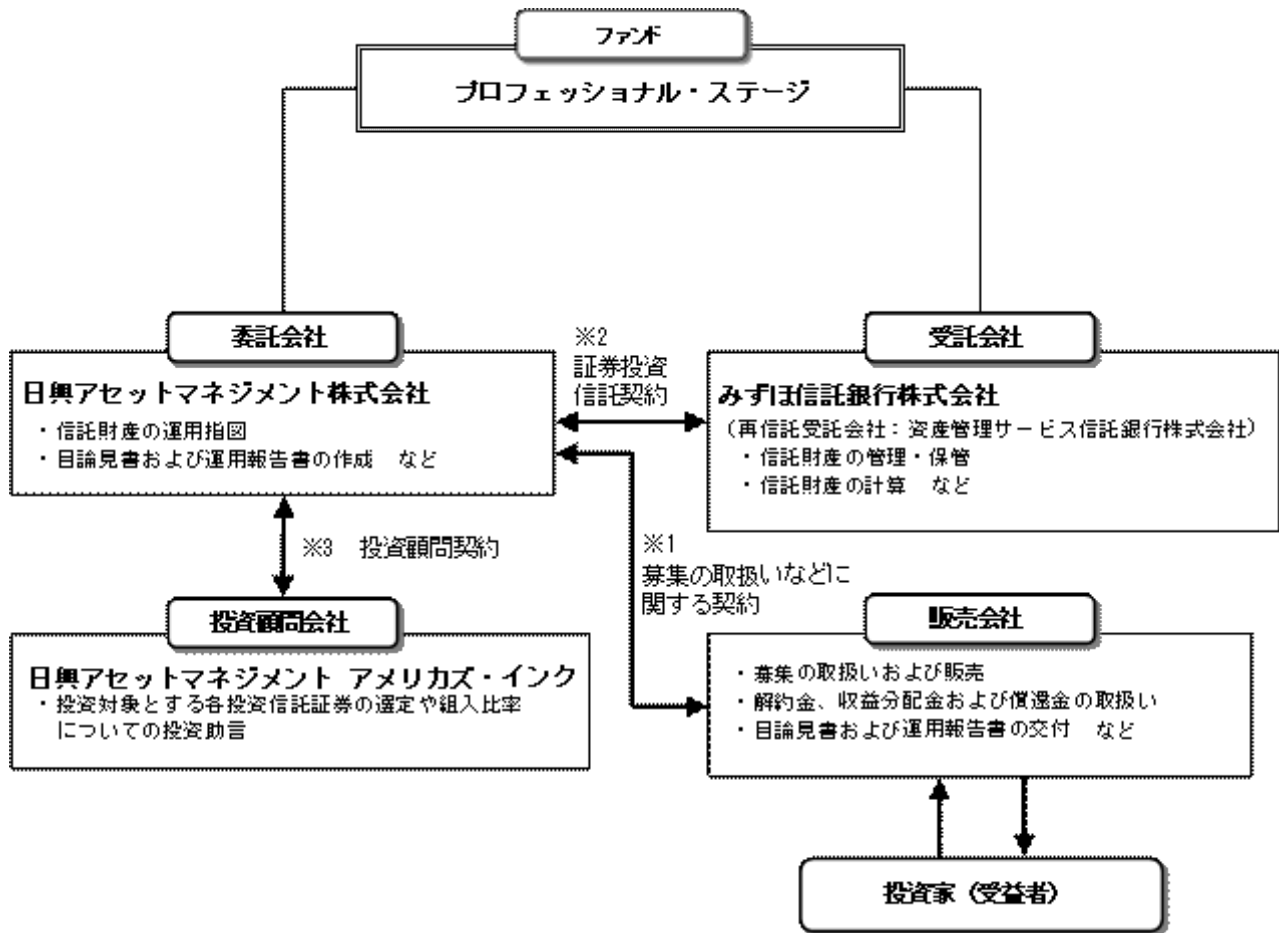 ファンド
プロフェッショナル・ステージ
委託会社
日興アセットマネジメント株式会社
・信託財産の運用指図
・目論見書および運用報告書の作成　など
※2
証券投資
信託契約
受託会社
みずほ信託銀行株式会社
（再信託受託会社：資産管理サービス信託銀行株式会社）
・信託財産の管理・保管
・信託財産の計算　など
※3　投資顧問契約
※1
募集の取扱いなどに
関する契約
投資顧問会社
日興アセットマネジメント アメリカズ・インク
・投資対象とする各投資信託証券の選定や組入比率
についての投資助言
販売会社
・募集の取扱いおよび販売
・解約金、収益分配金および償還金の取扱い
・目論見書および運用報告書の交付　など
投資家（受益者）